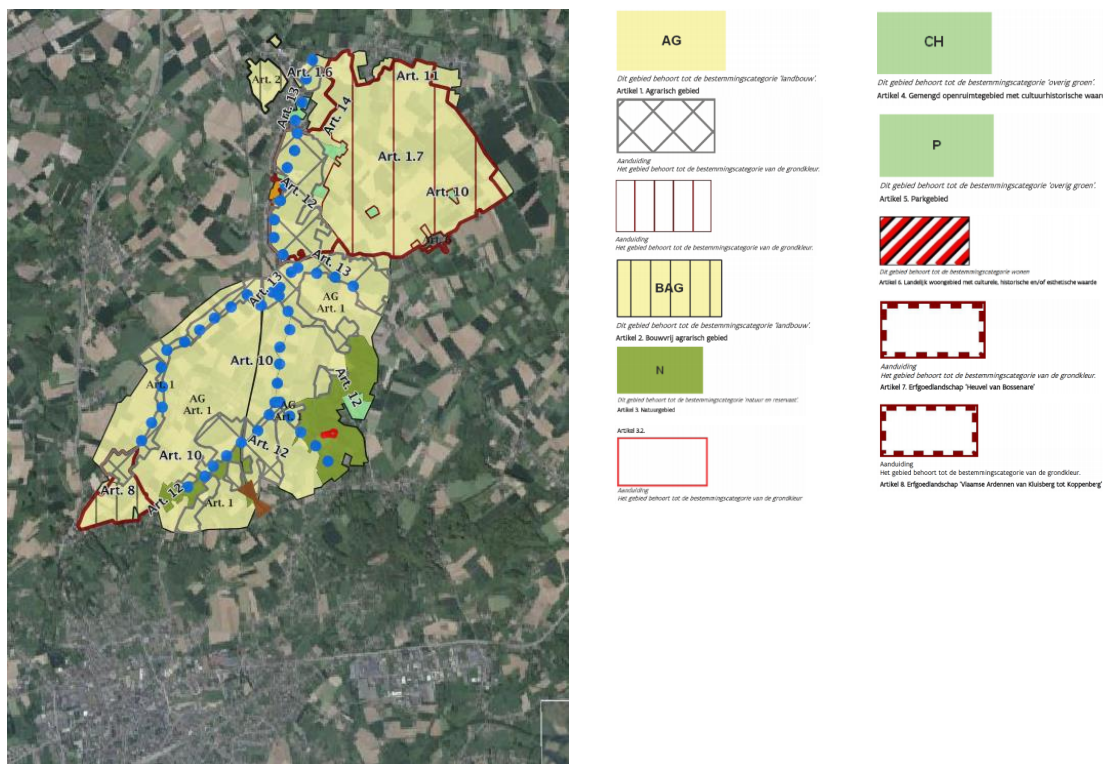 Art. 2
Art. 1.6
Art. 11
Art. 13
Art. 14
Art. 1.7
Art. 10
Art. 12
Art. 13
Art. 13
AG
Art. 1
Art. 10
Art. 1
AG
Art. 1
AG
Art. 1
Art. 12
Art. 12
Art. 10
Art. 8
Art. 12
Art. 1
AG
Dit gebied behoort tot de bestemmingscategorie 'landbouw'.
Artikel 1. Agrarisch gebied
Aanduiding
Het gebied behoort tot de bestemmingcategorie van de grondkleur.
Aanduiding
Het gebied behoort tot de bestemmingcategorie van de grondkleur.
BAG
Dit gebied behoort tot de bestemmingscategorie 'landbouw'.
Artikel 2. Bouwvrij agrarisch gebied
N
Dit gebied behoort tot de bestemmingscategorie 'natuur en reservaat'.
Artikel 3. Natuurgebied
Artikel 3.2.
Aanduiding
Het gebied behoort tot de bestemmingcategorie van de grondkleur
CH
Dit gebied behoort tot de bestemmingscategorie 'overig groen'.
Artikel 4. Gemengd openruimtegebied met cultuurhistorische waar
P
Dit gebied behoort tot de bestemmingscategorie 'overig groen'.
Artikel 5. Parkgebied
Dit gebied behoort tot de bestemmingscategorie wonen
Artikel 6. Landelijk woongebied met culturele, historische en/of esthetische waarde
Aanduiding
Het gebied behoort tot de bestemmingcategorie van de grondkleur.
Artikel 7. Erfgoedlandschap 'Heuvel van Bossenare'
Aanduiding
Het gebied behoort tot de bestemmingcategorie van de grondkleur.
Artikel 8. Erfgoedlandschap 'Vlaamse Ardennen van Kluisberg tot Koppenberg'